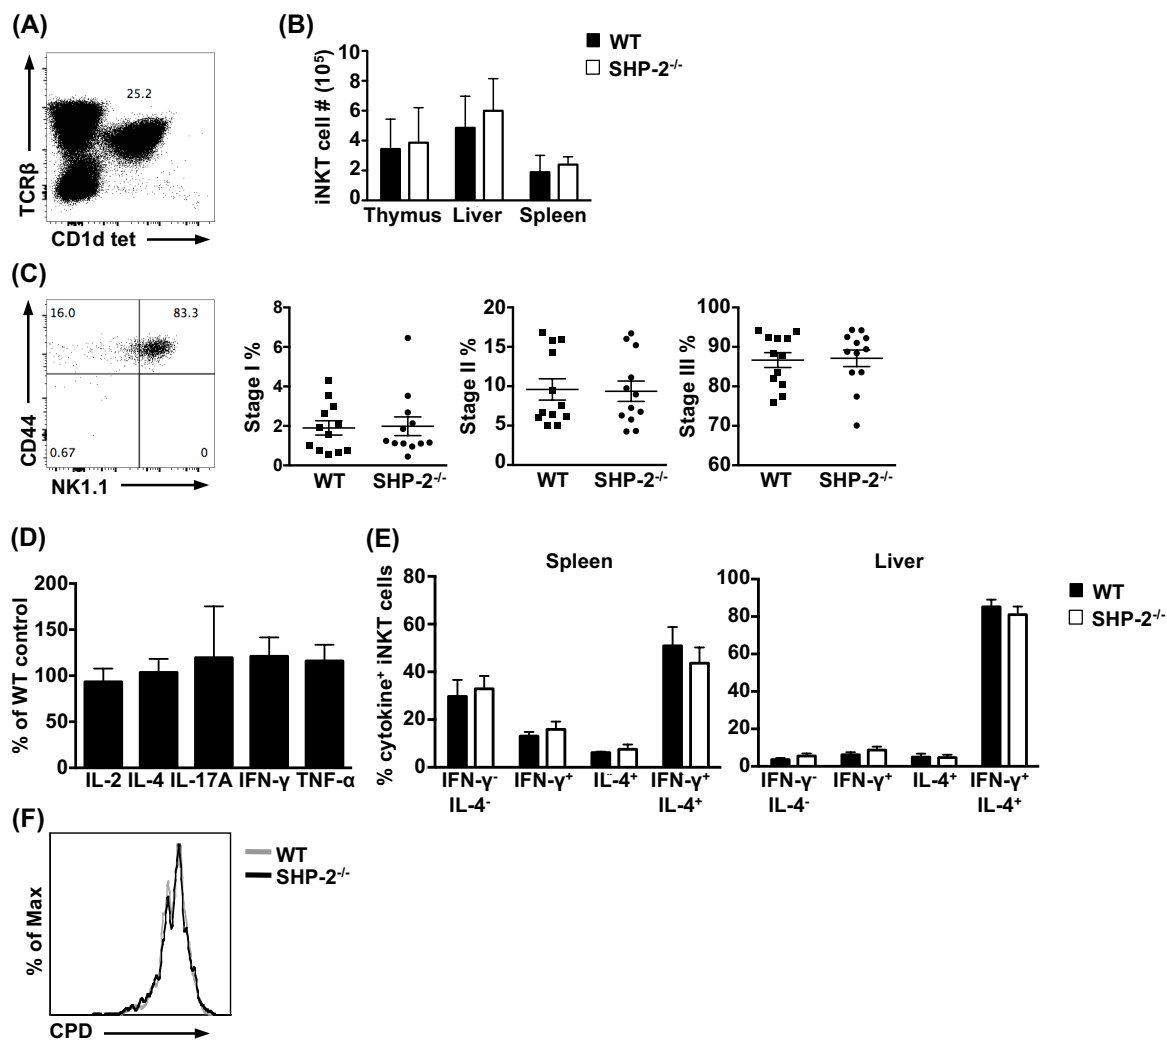 (A)
25.2
TCRβ
CD1d tet
(B)
WT
SHP-2-/-
iNKT cell # (10⁵)
10
8
6
4
2
0
Thymus Liver Spleen
(C)
16.0 83.3
0.67 0
CD44
NK1.1
Stage I %
8
6
4
2
0
WT SHP-2-/-
Stage II %
20
15
10
5
0
WT SHP-2-/-
Stage III %
100
90
80
70
60
WT SHP-2-/-
(D)
% of WT control
200
150
100
50
0
IL-2 IL-4 IL-17A IFN-γ TNF-α
(E)
Spleen
% cytokine⁺ iNKT cells
80
60
40
20
0
IFN-γ⁻ IFN-γ⁺ IL-4⁺ IFN-γ⁺
IL-4⁻ IL-4⁺
Liver
100
80
60
40
20
0
IFN-γ⁻ IFN-γ⁺ IL-4⁺ IFN-γ⁺
IL-4⁻ IL-4⁺
WT
SHP-2-/-
(F)
% of Max
CPD
WT
SHP-2-/-